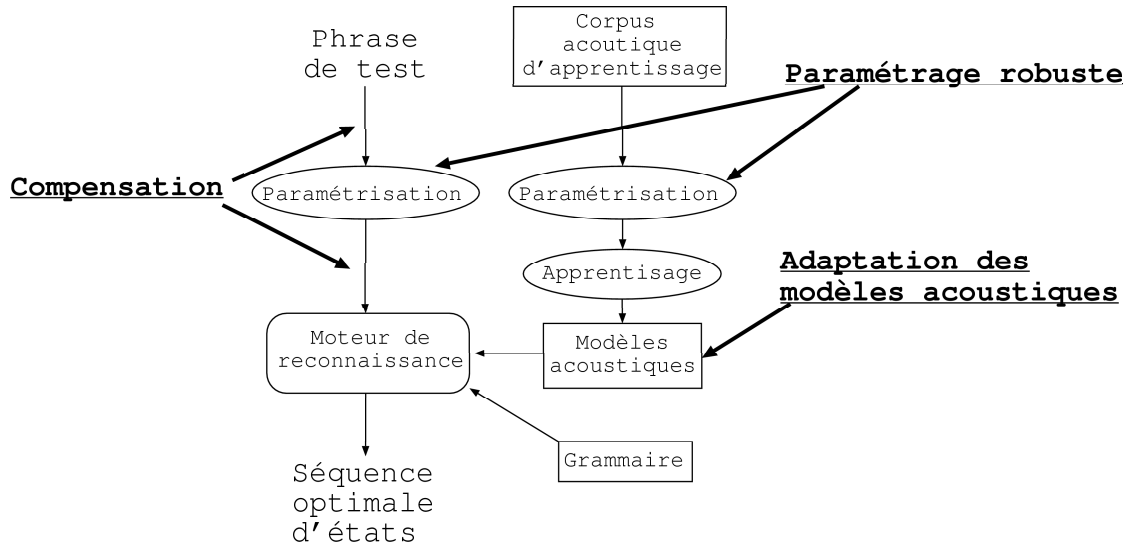 Phrase
de test
Corpus
acoutique
d'apprentissage
Paramétrage robuste
Compensation
Paramétrisation
Paramétrisation
Apprentisage
Adaptation des
modèles acoustiques
Moteur de
reconnaissance
Modèles
acoustiques
Grammaire
Séquence
optimale
d'états